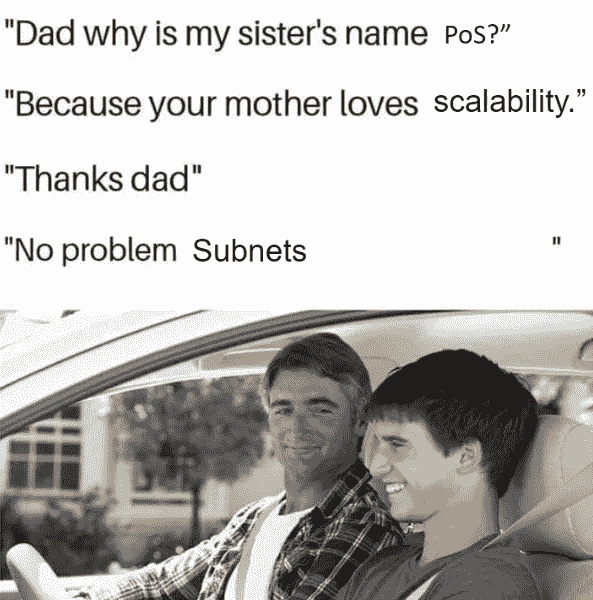 "Dad why is my sister's name PoS?”
"Because your mother loves scalability.”
"Thanks dad"
"No problem Subnets "